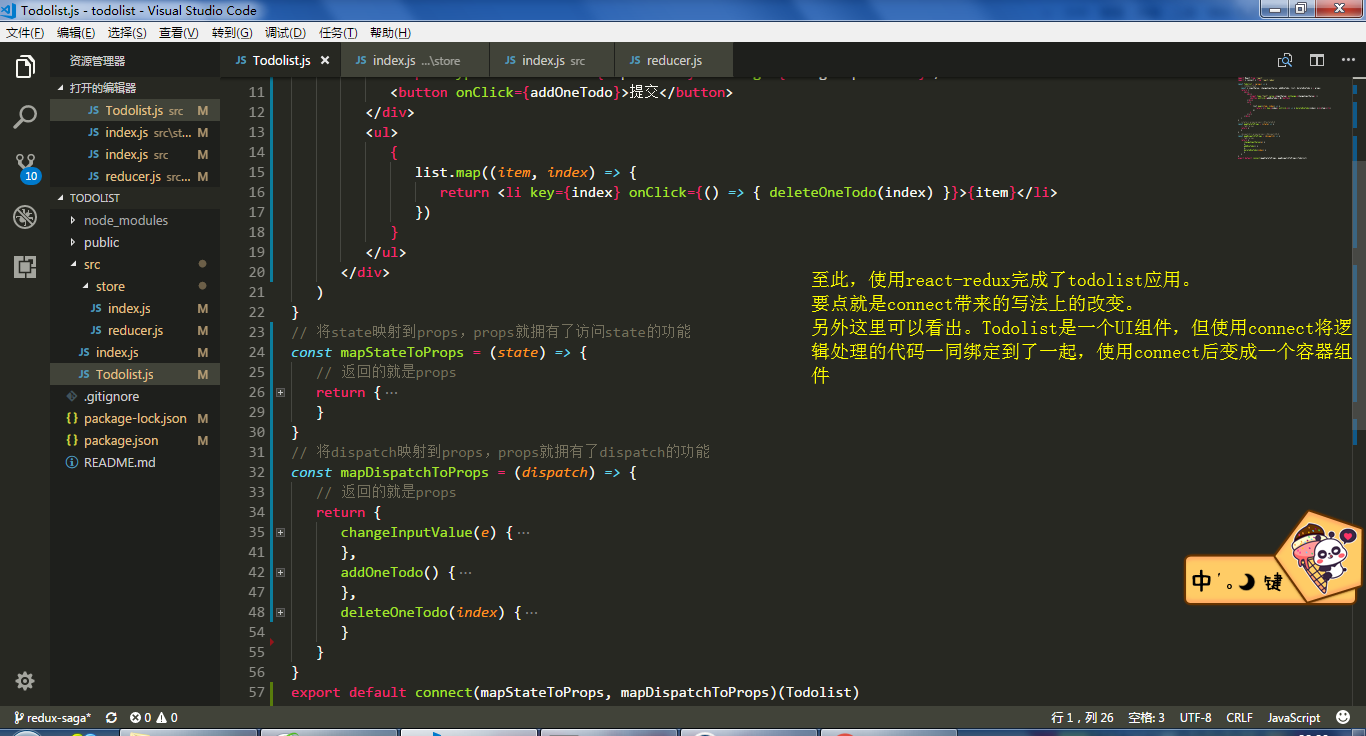 Todolist.js - todolist - Visual Studio Code
文件(F) 编辑(E) 选择(S) 查看(V) 转到(G) 调试(D) 任务(T) 帮助(H)
资源管理器
JS Todolist.js ×
JS index.js ...\store
JS index.js src
JS reducer.js
打开的编辑器
JS Todolist.js src M
JS index.js src\st... M
JS index.js src M
JS reducer.js src... M
10
TODOLIST
node_modules
public
src
store
JS index.js M
JS reducer.js M
JS index.js M
JS Todolist.js M
.gitignore
{} package-lock.json M
{} package.json M
README.md
11 <button onClick={addOneTodo}>提交</button>
12 </div>
13 <ul>
14 {
15 list.map((item, index) => {
16 return <li key={index} onClick={() => { deleteOneTodo(index) }}>{item}</li>
17 })
18 }
19 </ul>
20 </div>
21 )
22 }
23 // 将state映射到props，props就拥有了访问state的功能
24 const mapStateToProps = (state) => {
25 // 返回的就是props
26 return {···
29 }
30 }
31 // 将dispatch映射到props，props就拥有了dispatch的功能
32 const mapDispatchToProps = (dispatch) => {
33 // 返回的就是props
34 return {
35 changeInputValue(e) {···
41 },
42 addOneTodo() {···
47 },
48 deleteOneTodo(index) {···
54 }
55 }
56 }
57 export default connect(mapStateToProps, mapDispatchToProps)(Todolist)
至此，使用react-redux完成了todolist应用。
要点就是connect带来的写法上的改变。
另外这里可以看出。Todolist是一个UI组件，但使用connect将逻
辑处理的代码一同绑定到了一起，使用connect后变成一个容器组
件
中 键
redux-saga* 0 0 行 1，列 26 空格: 3 UTF-8 CRLF JavaScript